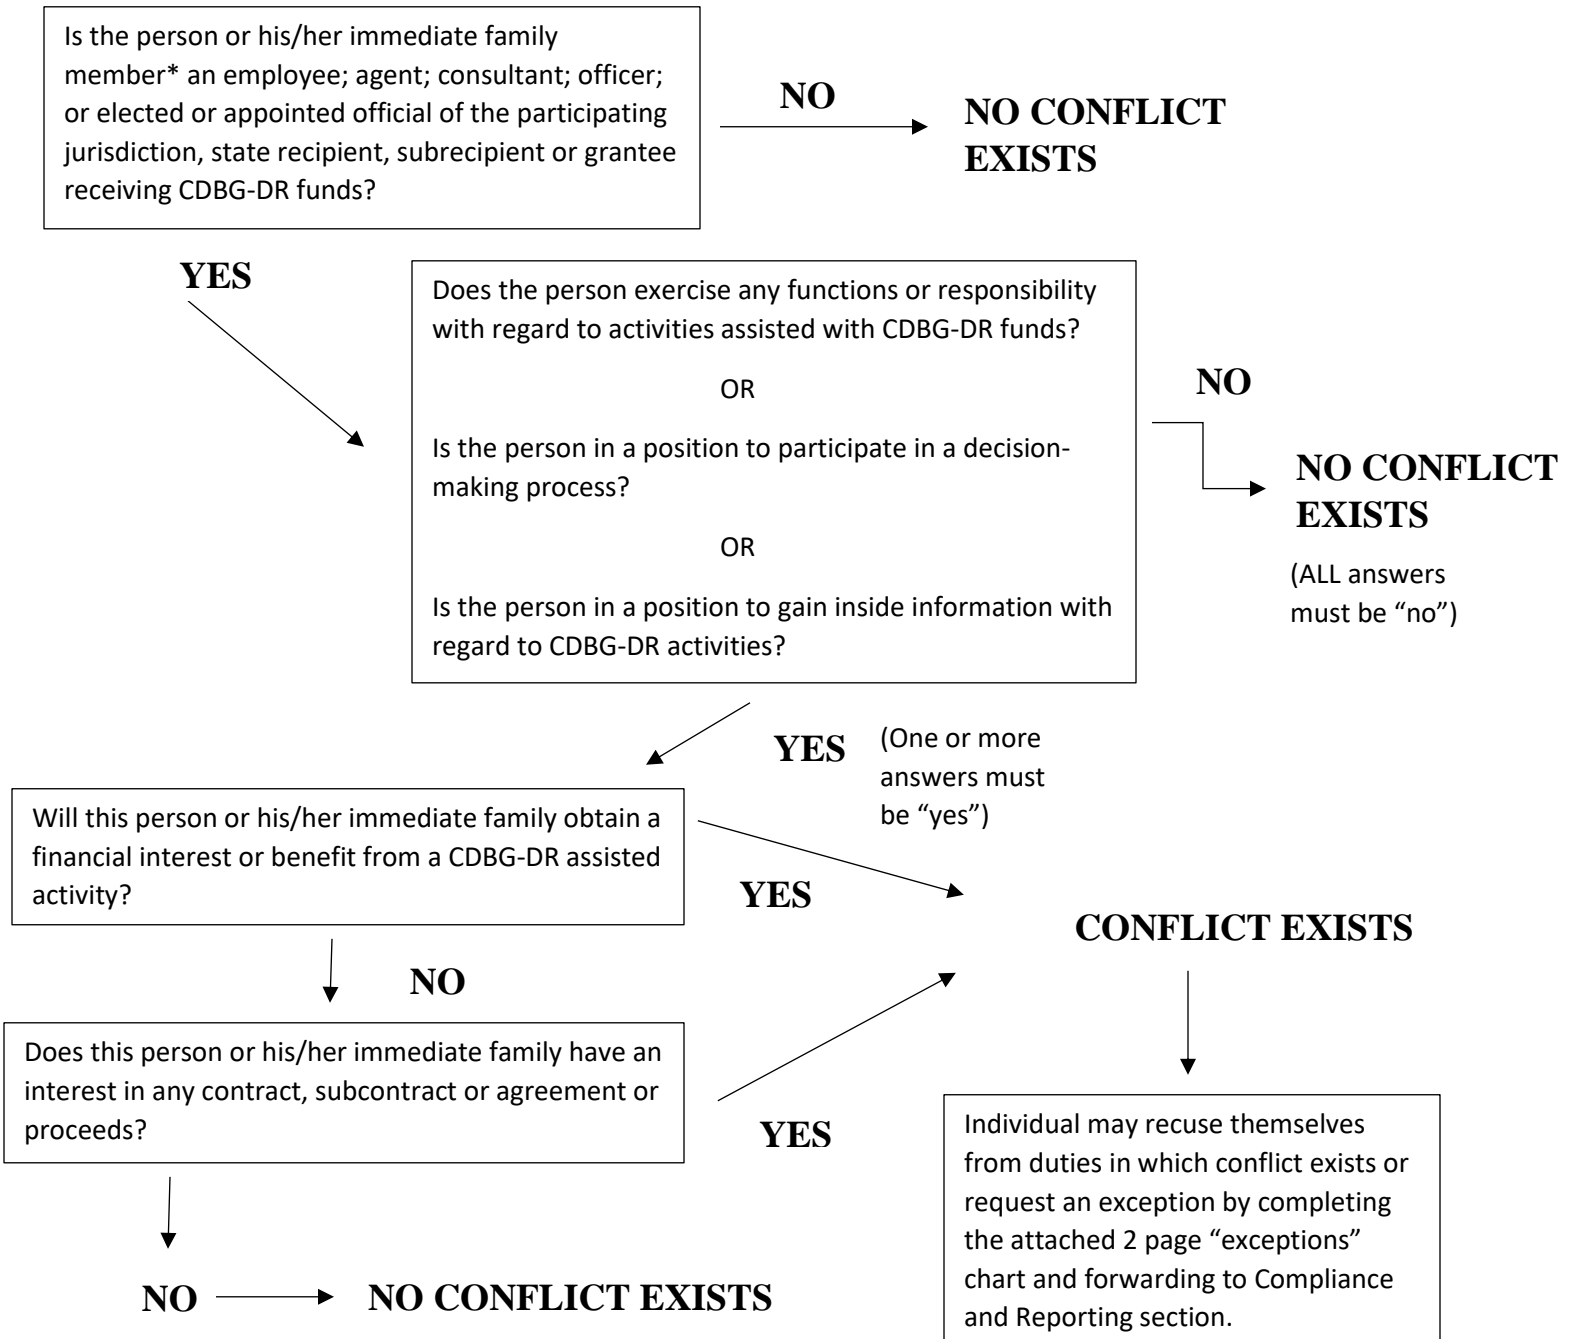 Is the person or his/her immediate family
member* an employee; agent; consultant; officer;
or elected or appointed official of the participating
jurisdiction, state recipient, subrecipient or grantee
receiving CDBG-DR funds?
NO
NO CONFLICT
EXISTS
YES
Does the person exercise any functions or responsibility
with regard to activities assisted with CDBG-DR funds?
OR
Is the person in a position to participate in a decision-
making process?
OR
Is the person in a position to gain inside information with
regard to CDBG-DR activities?
NO
NO CONFLICT
EXISTS
(ALL answers
must be “no”)
YES
(One or more
answers must
be “yes”)
Will this person or his/her immediate family obtain a
financial interest or benefit from a CDBG-DR assisted
activity?
YES
CONFLICT EXISTS
NO
Does this person or his/her immediate family have an
interest in any contract, subcontract or agreement or
proceeds?
YES
Individual may recuse themselves
from duties in which conflict exists or
request an exception by completing
the attached 2 page “exceptions”
chart and forwarding to Compliance
and Reporting section.
NO
NO CONFLICT EXISTS